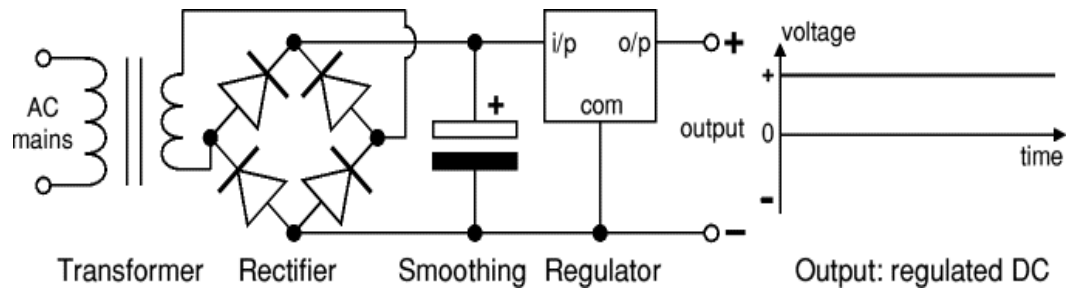 AC
mains
+
i/p
o/p
com
+
−
voltage
+
output
0
time
-
Transformer
Rectifier
Smoothing
Regulator
Output: regulated DC